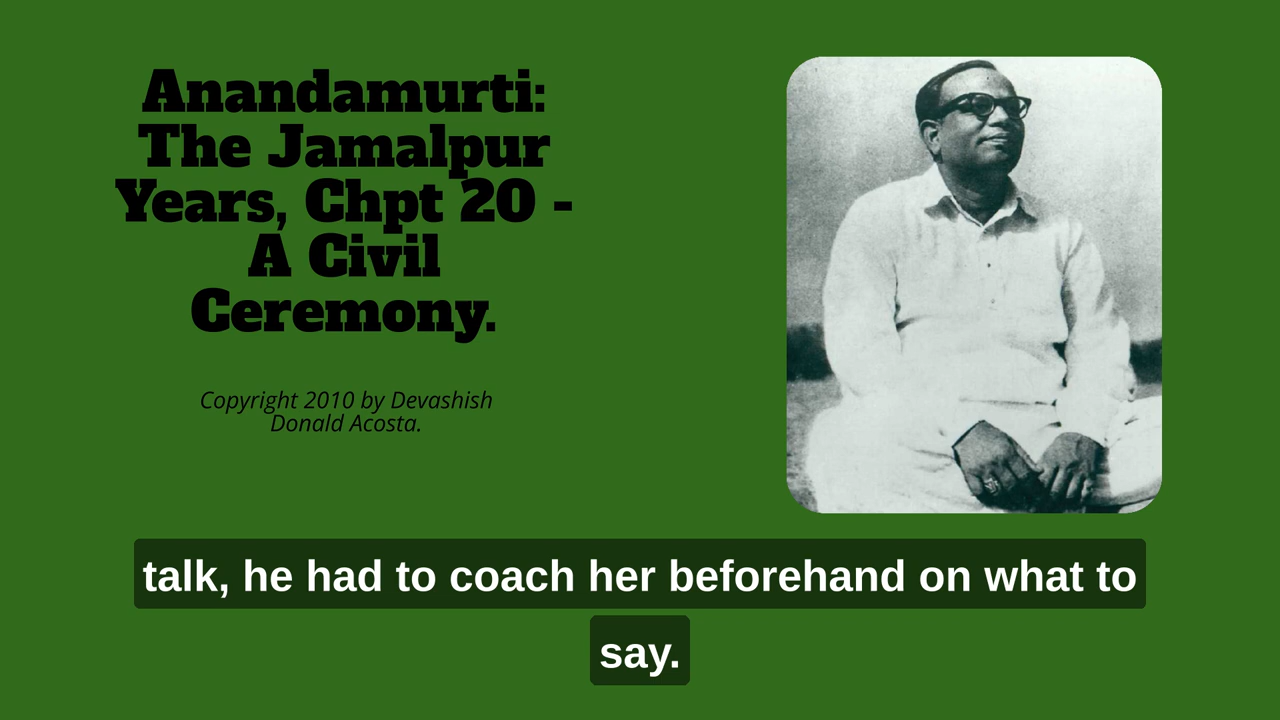 Anandamurti:
The Jamalpur
Years, Chpt 20 -
A Civil
Ceremony.
Copyright 2010 by Devashish
Donald Acosta.
talk, he had to coach her beforehand on what to
say.